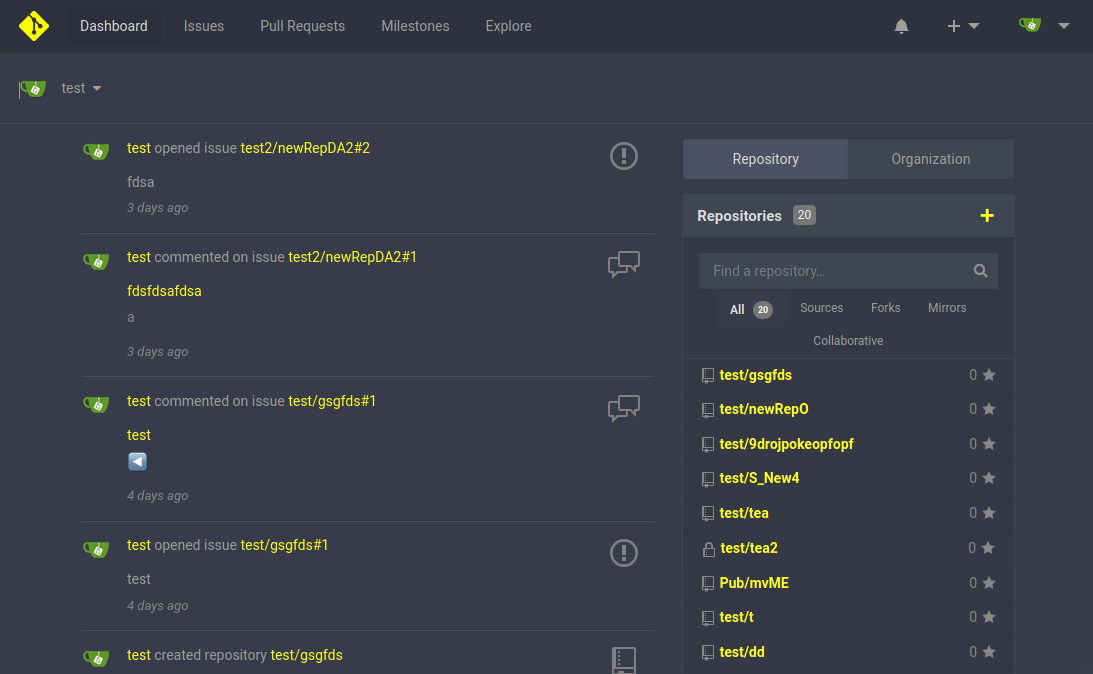 Dashboard Issues Pull Requests Milestones Explore
test
test opened issue test2/newRepDA2#2
fdsa
3 days ago
test commented on issue test2/newRepDA2#1
fdsfdsafdsa
a
3 days ago
test commented on issue test/gsgfds#1
test
4 days ago
test opened issue test/gsgfds#1
test
4 days ago
test created repository test/gsgfds
Repository Organization
Repositories 20
Find a repository...
All 20 Sources Forks Mirrors
Collaborative
test/gsgfds 0
test/newRepO 0
test/9drojpokeopfopf 0
test/S_New4 0
test/tea 0
test/tea2 0
Pub/mvME 0
test/t 0
test/dd 0